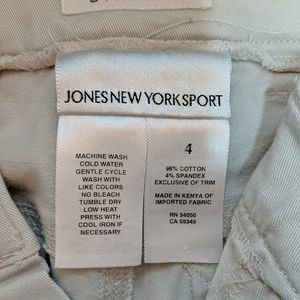 JONES NEW YORK SPORT
MACHINE WASH
COLD WATER
GENTLE CYCLE
WASH WITH
LIKE COLORS
NO BLEACH
TUMBLE DRY
LOW HEAT
PRESS WITH
COOL IRON IF
NECESSARY
4
96% COTTON
4% SPANDEX
EXCLUSIVE OF TRIM
MADE IN KENYA OF
IMPORTED FABRIC
RN 54050
CA 05349